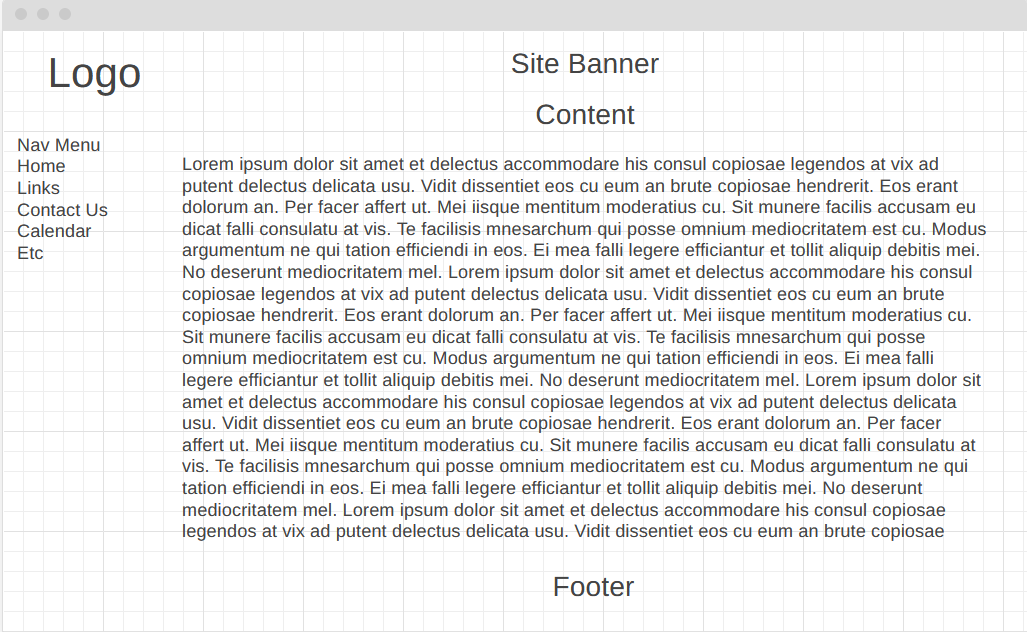 Logo
Site Banner
Content
Nav Menu
Home
Links
Contact Us
Calendar
Etc
Lorem ipsum dolor sit amet et delectus accommodare his consul copiosae legendos at vix ad
putent delectus delicata usu. Vidit dissentiet eos cu eum an brute copiosae hendrerit. Eos erant
dolorum an. Per facer affert ut. Mei iisque mentitum moderatius cu. Sit munere facilis accusam eu
dicat falli consulatu at vis. Te facilisis mnesarchum qui posse omnium mediocritatem est cu. Modus
argumentum ne qui tation efficiendi in eos. Ei mea falli legere efficiantur et tollit aliquip debitis mei.
No deserunt mediocritatem mel. Lorem ipsum dolor sit amet et delectus accommodare his consul
copiosae legendos at vix ad putent delectus delicata usu. Vidit dissentiet eos cu eum an brute
copiosae hendrerit. Eos erant dolorum an. Per facer affert ut. Mei iisque mentitum moderatius cu.
Sit munere facilis accusam eu dicat falli consulatu at vis. Te facilisis mnesarchum qui posse
omnium mediocritatem est cu. Modus argumentum ne qui tation efficiendi in eos. Ei mea falli
legere efficiantur et tollit aliquip debitis mei. No deserunt mediocritatem mel. Lorem ipsum dolor sit
amet et delectus accommodare his consul copiosae legendos at vix ad putent delectus delicata
usu. Vidit dissentiet eos cu eum an brute copiosae hendrerit. Eos erant dolorum an. Per facer
affert ut. Mei iisque mentitum moderatius cu. Sit munere facilis accusam eu dicat falli consulatu at
vis. Te facilisis mnesarchum qui posse omnium mediocritatem est cu. Modus argumentum ne qui
tation efficiendi in eos. Ei mea falli legere efficiantur et tollit aliquip debitis mei. No deserunt
mediocritatem mel. Lorem ipsum dolor sit amet et delectus accommodare his consul copiosae
legendos at vix ad putent delectus delicata usu. Vidit dissentiet eos cu eum an brute copiosae
Footer